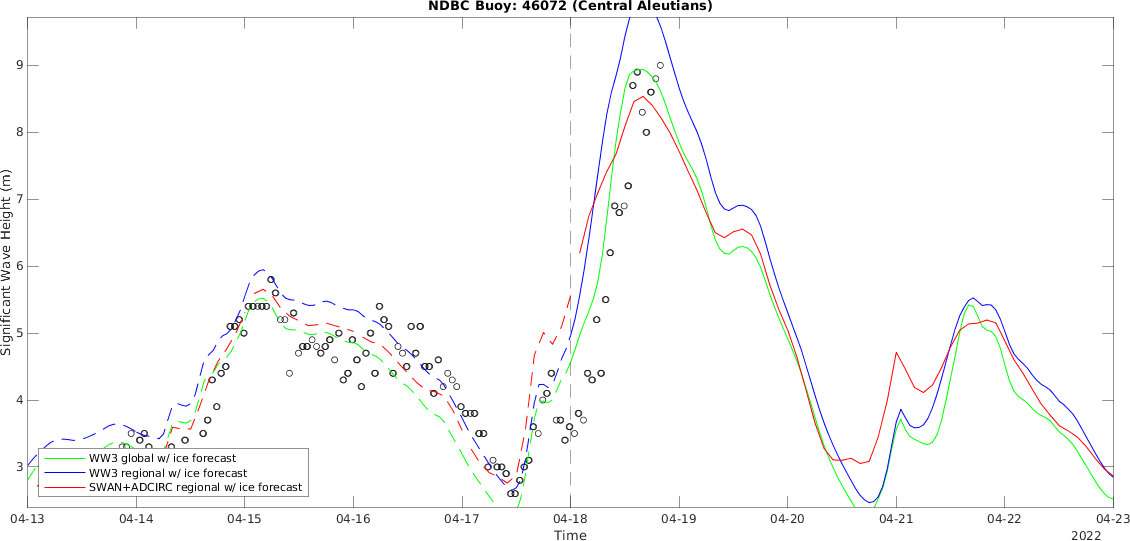 NDBC Buoy: 46072 (Central Aleutians)
Significant Wave Height (m)
9
8
7
6
5
4
3
WW3 global w/ ice forecast
WW3 regional w/ ice forecast
SWAN+ADCIRC regional w/ ice forecast
04-13 04-14 04-15 04-16 04-17 04-18 04-19 04-20 04-21 04-22 04-23
Time
2022